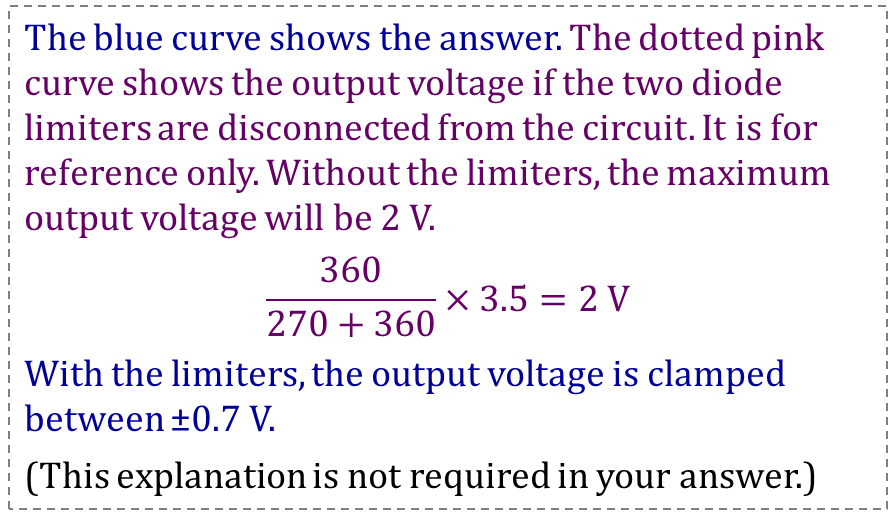 The blue curve shows the answer. The dotted pink
curve shows the output voltage if the two diode
limiters are disconnected from the circuit. It is for
reference only. Without the limiters, the maximum
output voltage will be 2 V.
360
270 + 360
× 3.5 = 2 V
With the limiters, the output voltage is clamped
between ±0.7 V.
(This explanation is not required in your answer.)